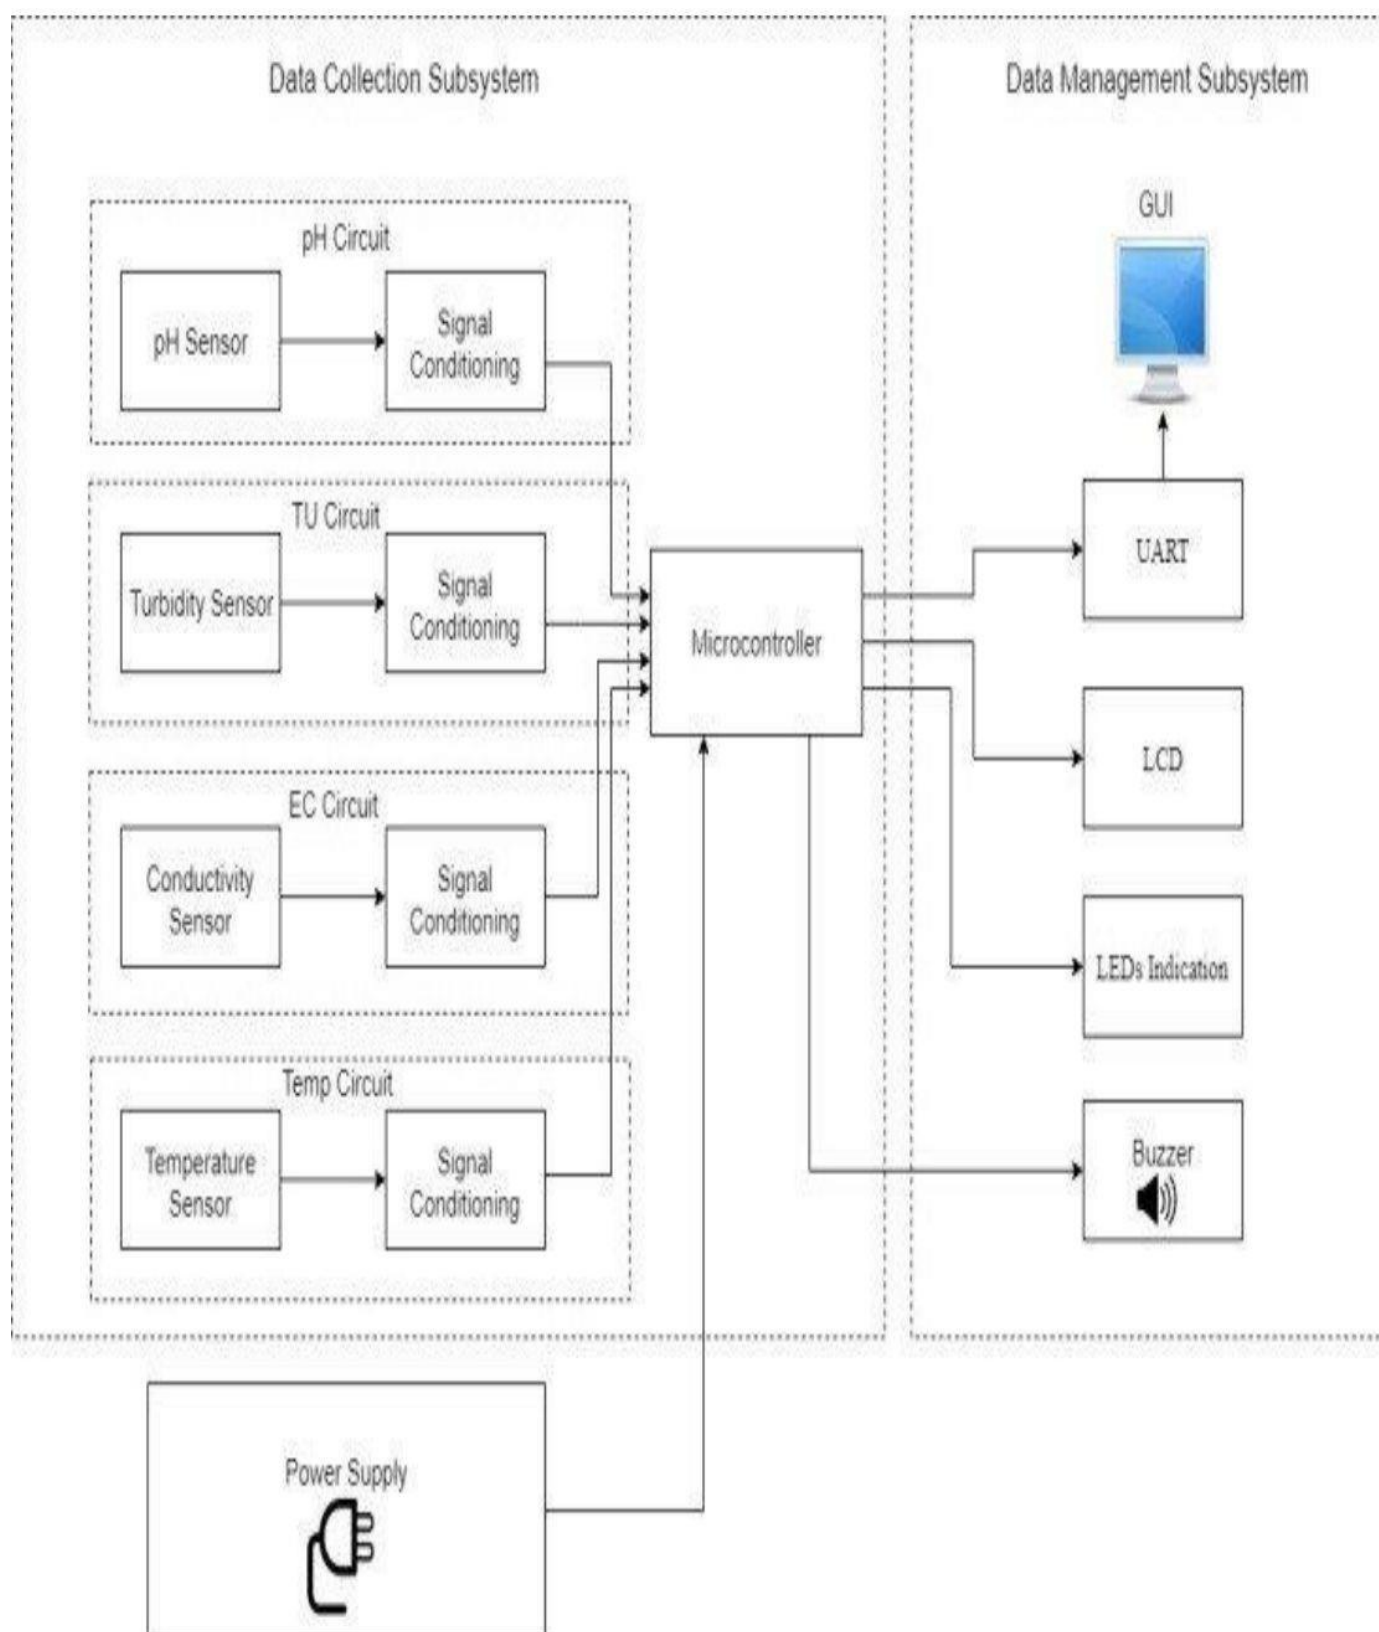 Data Collection Subsystem
Data Management Subsystem
pH Circuit
pH Sensor
Signal
Conditioning
TU Circuit
Turbidity Sensor
Signal
Conditioning
EC Circuit
Conductivity
Sensor
Signal
Conditioning
Temp Circuit
Temperature
Sensor
Signal
Conditioning
Microcontroller
Power Supply
GUI
UART
LCD
LEDs Indication
Buzzer